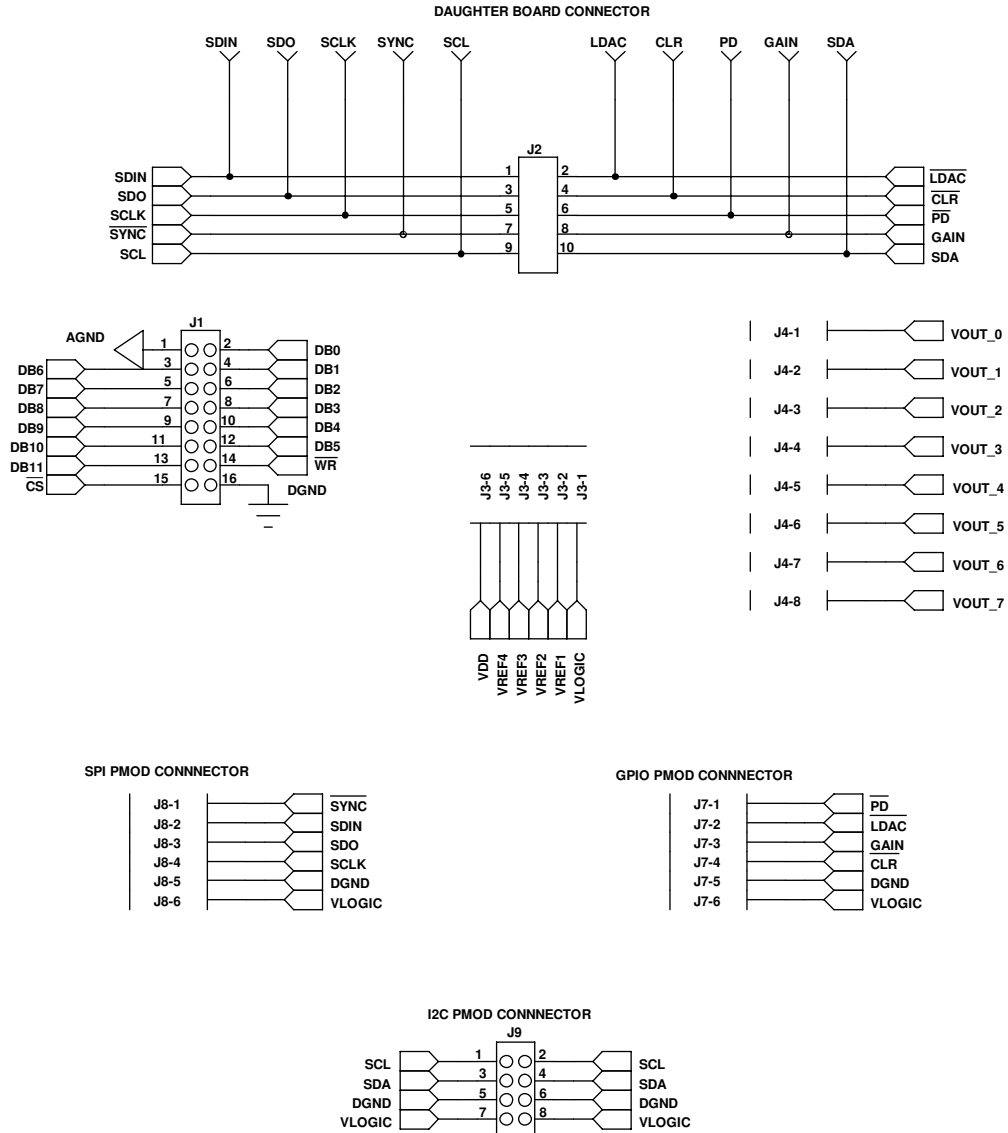 DAUGHTER BOARD CONNECTOR
SDIN SDO SCLK SYNC SCL LDAC CLR PD GAIN SDA
J2
SDIN 1 2 LDAC
SDO 3 4 CLR
SCLK 5 6 PD
SYNC 7 8 GAIN
SCL 9 10 SDA
J1
AGND 1 2 DB0
DB6 3 4 DB1
DB7 5 6 DB2
DB8 7 8 DB3
DB9 9 10 DB4
DB10 11 12 DB5
DB11 13 14 WR
CS 15 16 DGND
J3-6 J3-5 J3-4 J3-3 J3-2 J3-1
VDD VREF4 VREF3 VREF2 VREF1 VLOGIC
J4-1 VOUT_0
J4-2 VOUT_1
J4-3 VOUT_2
J4-4 VOUT_3
J4-5 VOUT_4
J4-6 VOUT_5
J4-7 VOUT_6
J4-8 VOUT_7
SPI PMOD CONNNECTOR
J8-1 SYNC
J8-2 SDIN
J8-3 SDO
J8-4 SCLK
J8-5 DGND
J8-6 VLOGIC
GPIO PMOD CONNNECTOR
J7-1 PD
J7-2 LDAC
J7-3 GAIN
J7-4 CLR
J7-5 DGND
J7-6 VLOGIC
I2C PMOD CONNNECTOR
J9
SCL 1 2 SCL
SDA 3 4 SDA
DGND 5 6 DGND
VLOGIC 7 8 VLOGIC